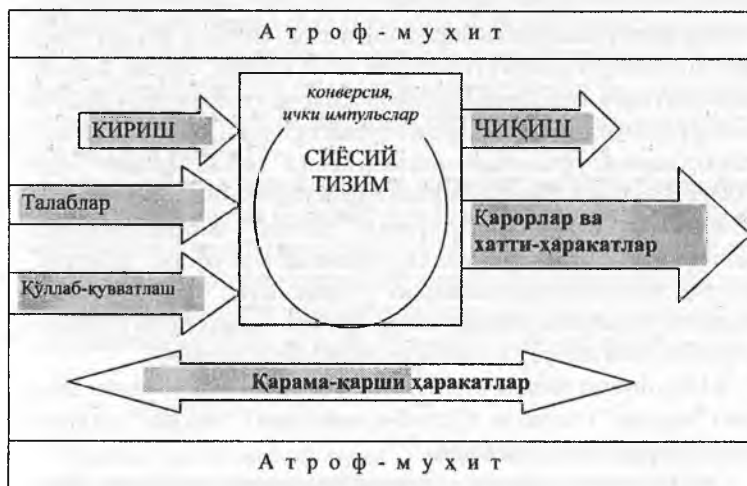 Атроф-муҳит
конверсия,
ички импульслар
КИРИШ
СИЁСИЙ
ТИЗИМ
ЧИҚИШ
Талаблар
Қарорлар ва
хатти-ҳаракатлар
Қўллаб-қувватлаш
Қарама-қарши ҳаракатлар
Атроф-муҳит